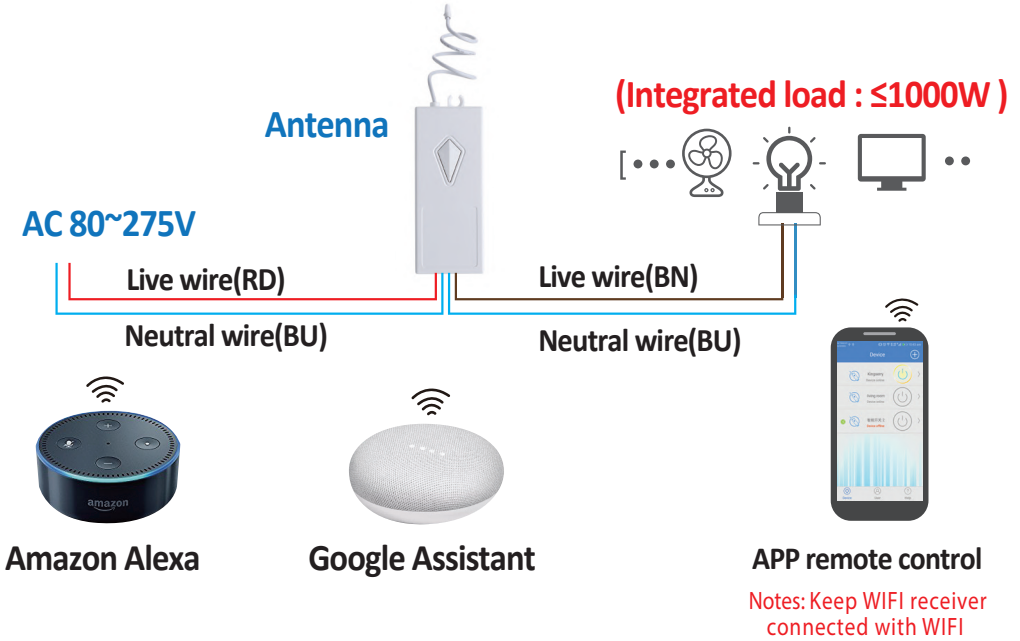 (Integrated load : ≤1000W )
Antenna
AC 80~275V
Live wire(RD)
Live wire(BN)
Neutral wire(BU)
Neutral wire(BU)
Device
amazon
Amazon Alexa
Google Assistant
APP remote control
Notes: Keep WIFI receiver
connected with WIFI